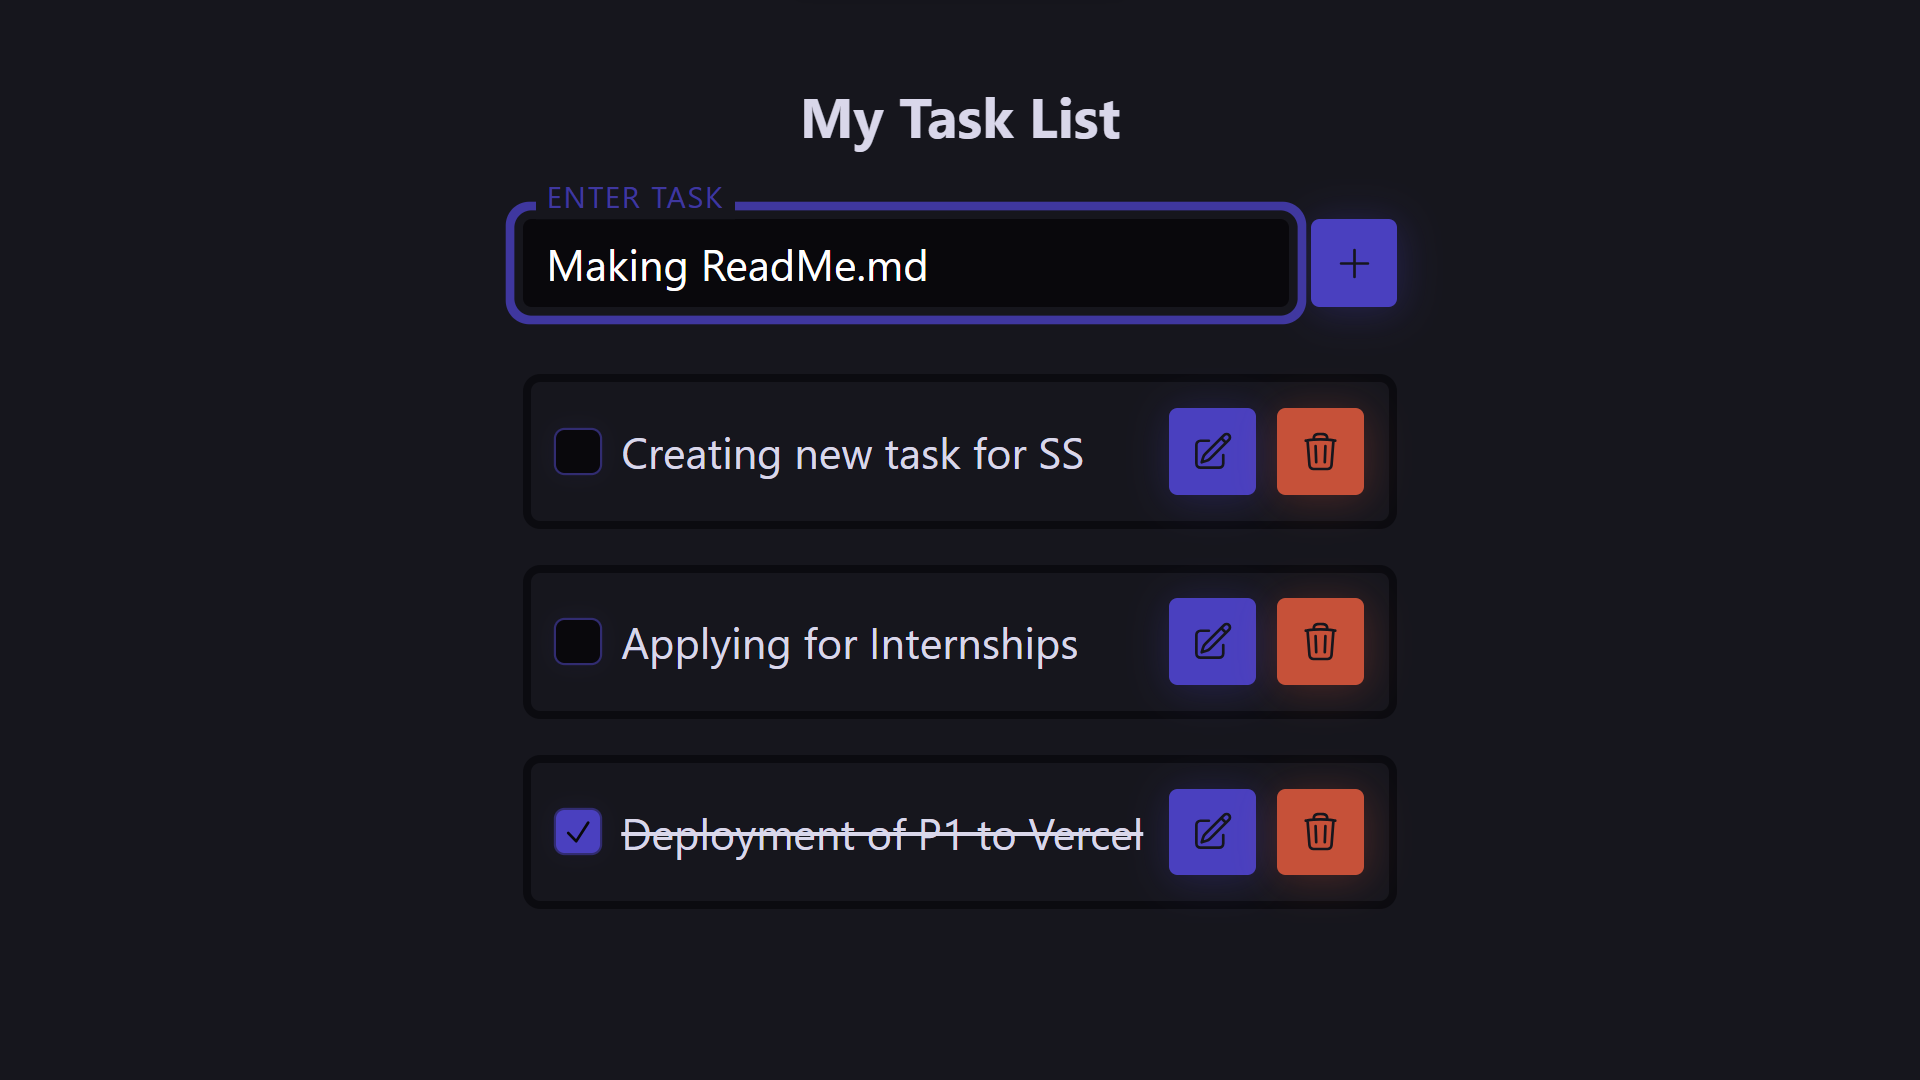 My Task List
ENTER TASK
Making ReadMe.md
Creating new task for SS
Applying for Internships
Deployment of P1 to Vercel